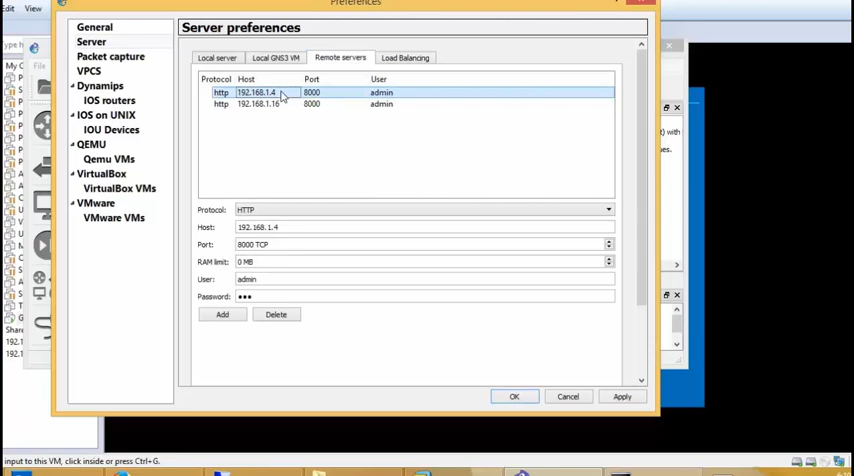 Preferences
Edit View
General
Server
Packet capture
VPCS
Dynamips
IOS routers
IOS on UNIX
IOU Devices
QEMU
Qemu VMs
VirtualBox
VirtualBox VMs
VMware
VMware VMs
Server preferences
Local server Local GNS3 VM Remote servers Load Balancing
Protocol Host Port User
http 192.168.1.4 8000 admin
http 192.168.1.16 8000 admin
Protocol: HTTP
Host: 192.168.1.4
Port: 8000 TCP
RAM limit: 0 MB
User: admin
Password: ●●●
Add Delete
OK Cancel Apply
input to this VM, click inside or press Ctrl+G.